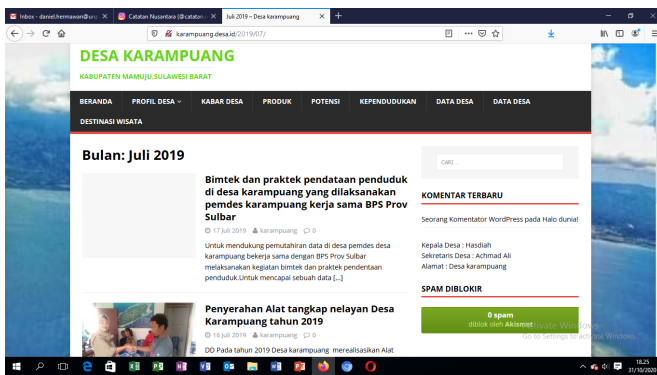 Inbox - daniel.hermawan@unp
Catatan Nusantara (@catatan.n
Juli 2019 – Desa karampuang
karampuang.desa.id/2019/07/
DESA KARAMPUANG
KABUPATEN MAMUJU,SULAWESI BARAT
BERANDA PROFIL DESA KABAR DESA PRODUK POTENSI KEPENDUDUKAN DATA DESA DATA DESA
DESTINASI WISATA
Bulan: Juli 2019
CARI ...
Bimtek dan praktek pendataan penduduk
di desa karampuang yang dilaksanakan
pemdes karampuang kerja sama BPS Prov
Sulbar
17 Juli 2019 karampuang 0
Untuk mendukung pemutahiran data di desa pemdes desa
karampuang bekerja sama dengan BPS Prov Sulbar
melaksanakan kegiatan bimtek dan praktek pendentaan
penduduk.Untuk mencapai sebuah data [...]
Penyerahan Alat tangkap nelayan Desa
Karampuang tahun 2019
16 Juli 2019 karampuang 0
DD Pada tahun 2019 Desa karampuang merealisasikan Alat
KOMENTAR TERBARU
Seorang Komentator WordPress pada Halo dunia!
Kepala Desa : Hasdiah
Sekretaris Desa : Achmad Ali
Alamat : Desa karampuang
SPAM DIBLOKIR
0 spam
diblok oleh Akismet
Activate Windows
Go to Settings to activate Windows.
18.25
31/10/2020